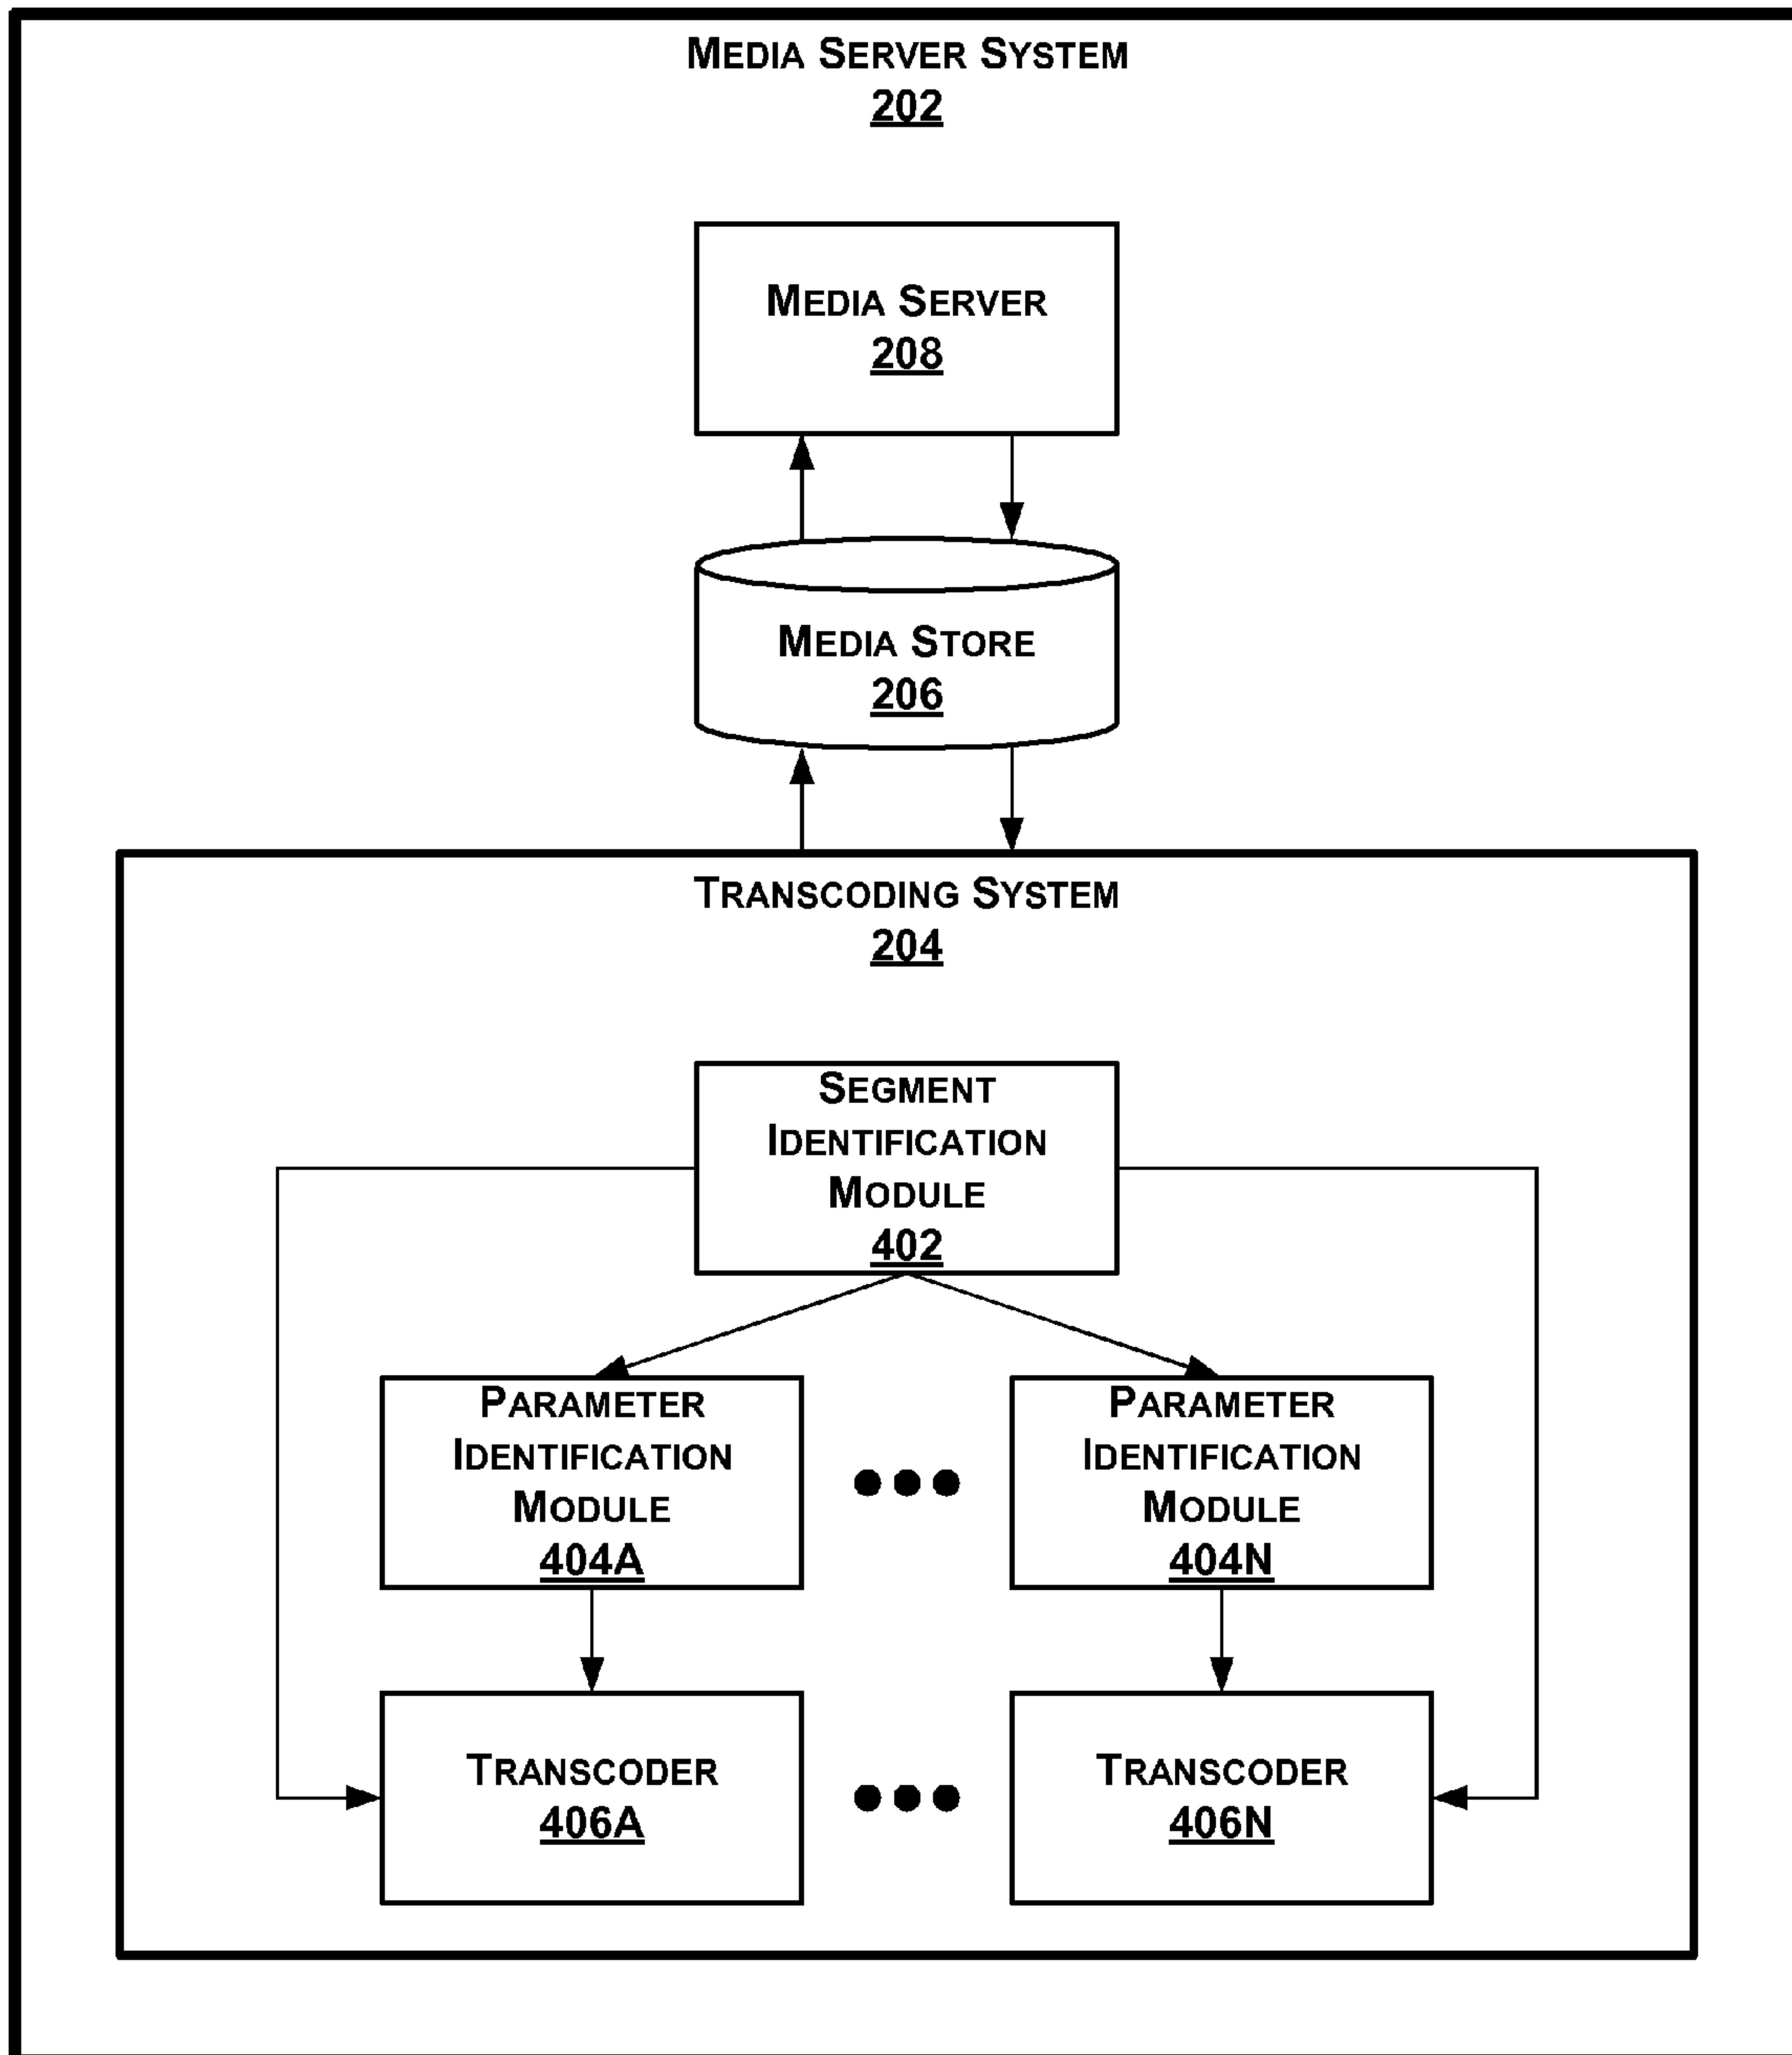 MEDIA SERVER SYSTEM
202
MEDIA SERVER
208
MEDIA STORE
206
TRANSCODING SYSTEM
204
SEGMENT
IDENTIFICATION
MODULE
402
PARAMETER
IDENTIFICATION
MODULE
404A
PARAMETER
IDENTIFICATION
MODULE
404N
TRANSCODER
406A
TRANSCODER
406N